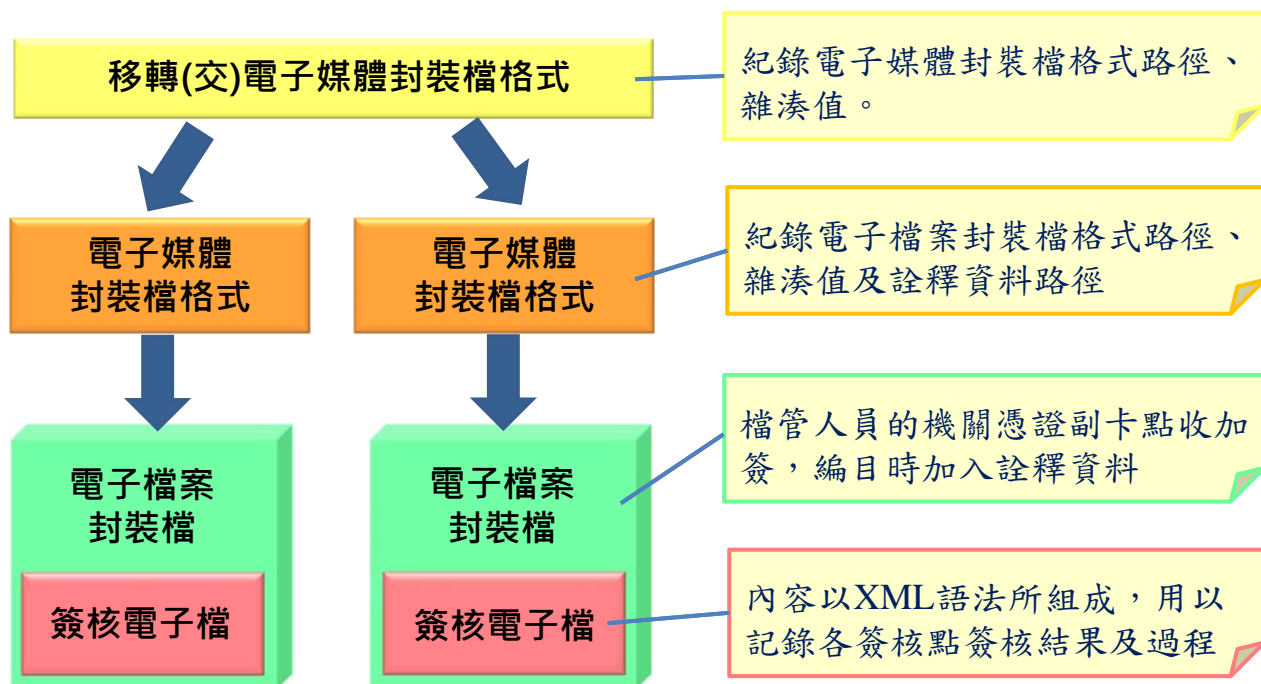 移轉(交)電子媒體封裝檔格式
紀錄電子媒體封裝檔格式路徑、
雜湊值。
電子媒體
封裝檔格式
電子媒體
封裝檔格式
紀錄電子檔案封裝檔格式路徑、
雜湊值及詮釋資料路徑
電子檔案
封裝檔
電子檔案
封裝檔
檔管人員的機關憑證副卡點收加
簽，編目時加入詮釋資料
簽核電子檔
簽核電子檔
內容以XML語法所組成，用以
記錄各簽核點簽核結果及過程